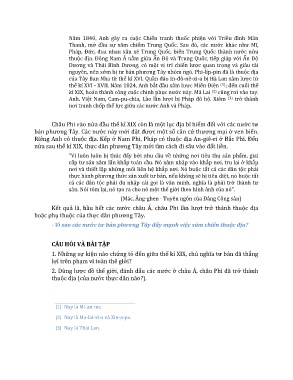 Năm 1840, Anh gây ra cuộc Chiến tranh thuốc phiện với Triều đình Mãn
Thanh, mở đầu sự xâm chiếm Trung Quốc. Sau đó, các nước khác như Mĩ,
Pháp, Đức, đua nhau xâu xé Trung Quốc, biến Trung Quốc thành nước nửa
thuộc địa. Đông Nam Á nằm giữa Ấn Độ và Trung Quốc, tiếp giáp với Ấn Độ
Dương và Thái Bình Dương, có một vị trí chiến lược quan trọng và giàu tài
nguyên, nên sớm bị tư bản phương Tây nhòm ngó. Phi-líp-pin đã là thuộc địa
của Tây Ban Nha từ thế kỉ XVI. Quần đảo In-đô-nê-xi-a bị Hà Lan xâm lược từ
thế kỉ XVI - XVII. Năm 1824, Anh bắt đầu xâm lược Miến Điện (1); đến cuối thế
kỉ XIX, hoàn thành công cuộc chinh phục nước này. Mã Lai (2) cũng rơi vào tay
Anh. Việt Nam, Cam-pu-chia, Lào lần lượt bị Pháp đô hộ. Xiêm (3) trở thành
nơi tranh chấp thế lực giữa các nước Anh và Pháp.
Châu Phi vào nửa đầu thế kỉ XIX còn là một lục địa bí hiểm đối với các nước tư
bản phương Tây. Các nước này mới đặt được một số căn cứ thương mại ở ven biển.
Riêng Anh có thuộc địa Kếp ở Nam Phi, Pháp có thuộc địa An-giê-ri ở Bắc Phi. Đến
nửa sau thế kỉ XIX, thực dân phương Tây mới tìm cách đi sâu vào đất liền.
"Vì luôn luôn bị thúc đẩy bởi nhu cầu về những nơi tiêu thụ sản phẩm, giai
cấp tư sản xâm lấn khắp toàn cầu. Nó phải xâm nhập vào khắp nơi, trụ lại ở khắp
nơi và thiết lập những mối liên hệ ở khắp nơi. Nó buộc tất cả các dân tộc phải
thực hành phương thức sản xuất tư bản, nếu không sẽ bị tiêu diệt, nó buộc tất
cả các dân tộc phải du nhập cái gọi là văn minh, nghĩa là phải trở thành tư
sản. Nói tóm lại, nó tạo ra cho nó một thế giới theo hình ảnh của nó".
(Mác, Ăng-ghen - Tuyên ngôn của Đảng Cộng sản)
Kết quả là, hầu hết các nước châu Á, châu Phi lần lượt trở thành thuộc địa
hoặc phụ thuộc của thực dân phương Tây.
- Vì sao các nước tư bản phương Tây đẩy mạnh việc xâm chiếm thuộc địa?
CÂU HỎI VÀ BÀI TẬP
1. Những sự kiện nào chứng tỏ đến giữa thế kỉ XIX, chủ nghĩa tư bản đã thắng
lợi trên phạm vi toàn thế giới?
2. Dùng lược đồ thế giới, đánh dấu các nước ở châu Á, châu Phi đã trở thành
thuộc địa (của nước thực dân nào?).
(1) Nay là Mi-an-ma.
(2) Nay là Ma-lai-xi-a và Xin-ga-po.
(3) Nay là Thái Lan.